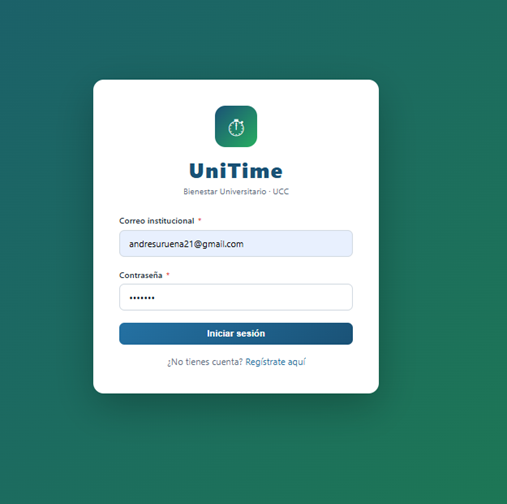 UniTime
Bienestar Universitario · UCC
Correo institucional *
andresuruena21@gmail.com
Contraseña *
•••••••
Iniciar sesión
¿No tienes cuenta? Regístrate aquí